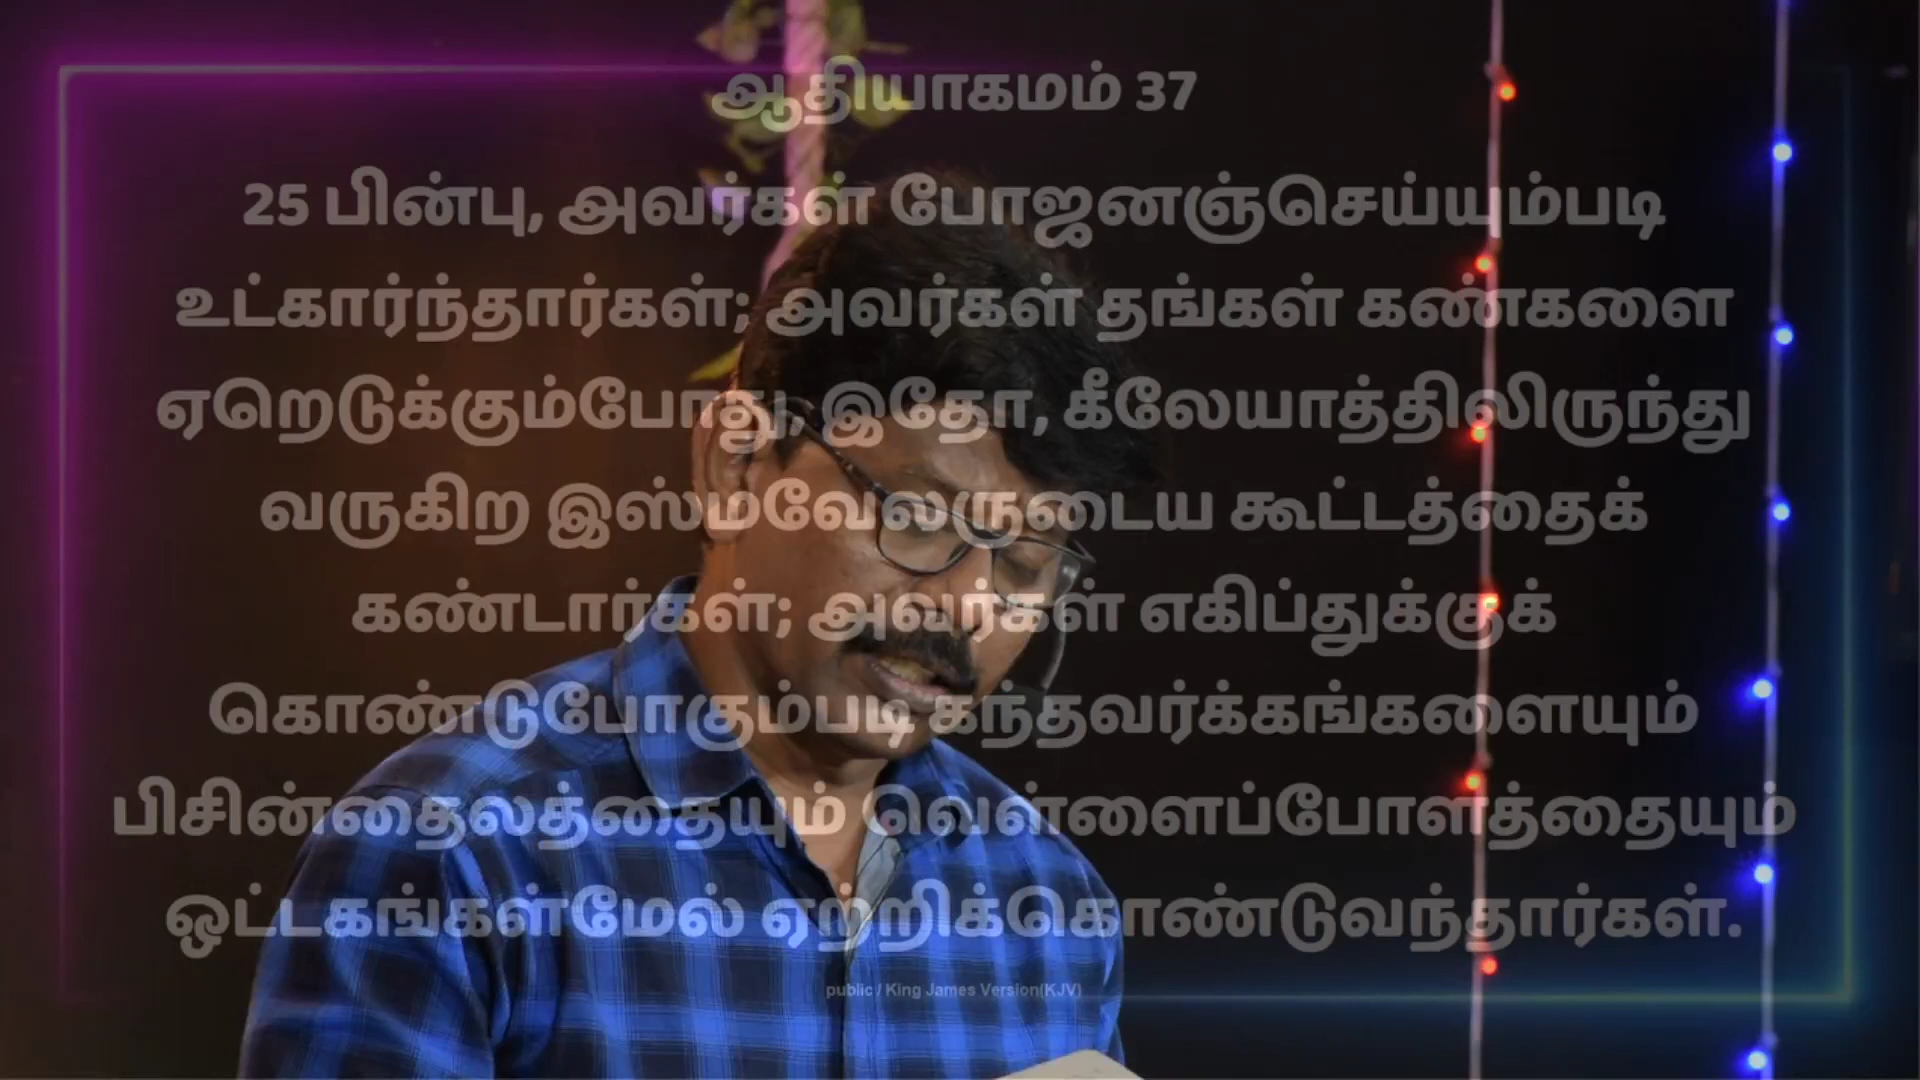 ஆதியாகமம் 37
25 பின்பு, அவர்கள் போஜனஞ்செய்யும்படி
உட்கார்ந்தார்கள்; அவர்கள் தங்கள் கண்களை
ஏறெடுக்கும்போது, இதோ, கீலேயாத்திலிருந்து
வருகிற இஸ்மவேலருடைய கூட்டத்தைக்
கண்டார்கள்; அவர்கள் எகிப்துக்குக்
கொண்டுபோகும்படி கந்தவர்க்கங்களையும்
பிசின்தைலத்தையும் வெள்ளைப்போளத்தையும்
ஒட்டகங்கள்மேல் ஏற்றிக்கொண்டுவந்தார்கள்.
public / King James Version(KJV)